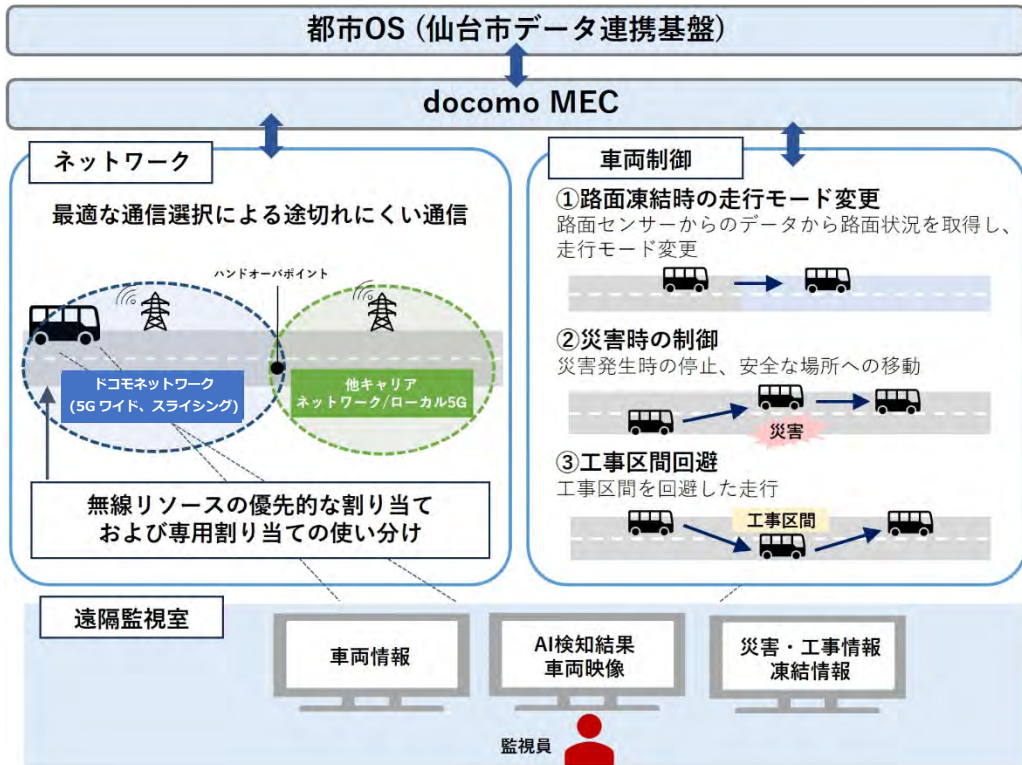 都市OS (仙台市データ連携基盤)
docomo MEC
ネットワーク
最適な通信選択による途切れにくい通信
ハンドオーバポイント
ドコモネットワーク
(5G ワイド、スライシング)
他キャリア
ネットワーク/ローカル5G
無線リソースの優先的な割り当て
および専用割り当ての使い分け
車両制御
①路面凍結時の走行モード変更
路面センサーからのデータから路面状況を取得し、
走行モード変更
②災害時の制御
災害発生時の停止、安全な場所への移動
災害
③工事区間回避
工事区間を回避した走行
工事区間
遠隔監視室
車両情報
AI検知結果
車両映像
災害・工事情報
凍結情報
監視員